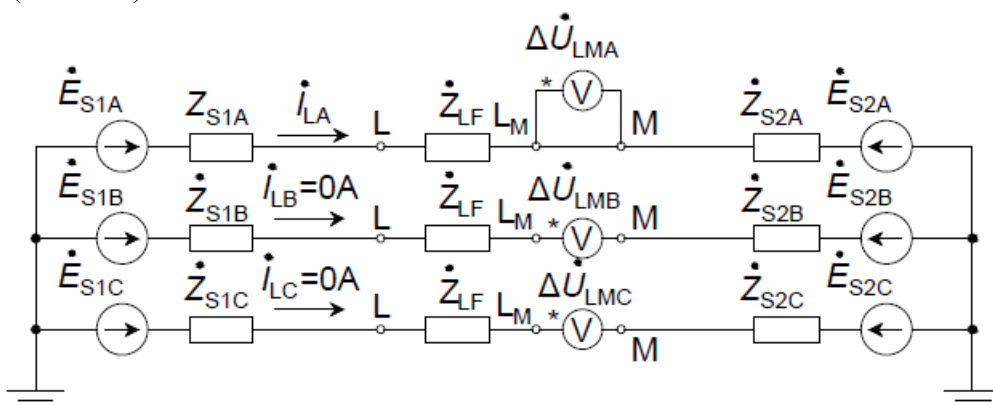 ΔU̇LMA
* V
ĖS1A ZS1A İLA L ŻLF LM M ŻS2A ĖS2A
ĖS1B ŻS1B İLB=0A L ŻLF LM ΔU̇LMB * V M ŻS2B ĖS2B
ĖS1C ŻS1C İLC=0A L ŻLF LM ΔU̇LMC * V M ŻS2C ĖS2C